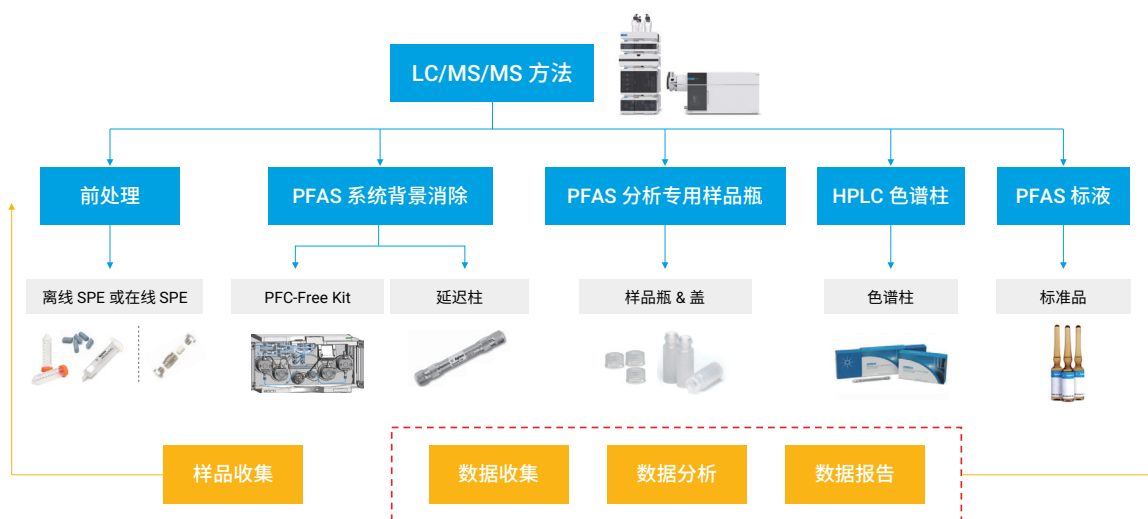 LC/MS/MS 方法
前处理
PFAS 系统背景消除
PFAS 分析专用样品瓶
HPLC 色谱柱
PFAS 标液
离线 SPE 或在线 SPE
PFC-Free Kit
延迟柱
样品瓶 & 盖
色谱柱
标准品
样品收集
数据收集
数据分析
数据报告